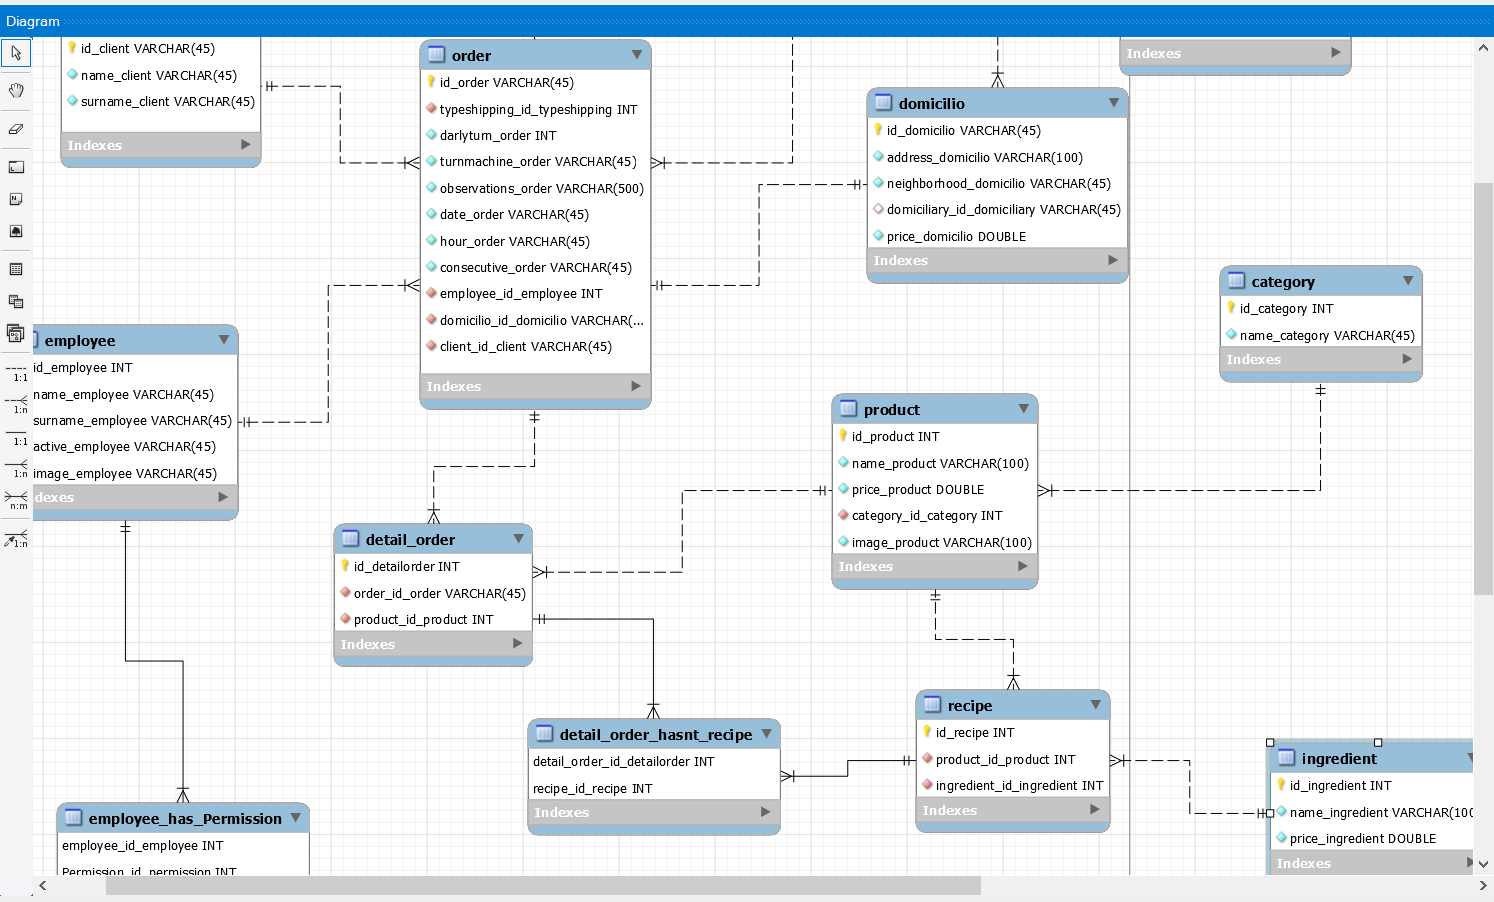 Diagram
id_client VARCHAR(45)
name_client VARCHAR(45)
surname_client VARCHAR(45)
Indexes
order
id_order VARCHAR(45)
typeshipping_id_typeshipping INT
darlyturn_order INT
turnmachine_order VARCHAR(45)
observations_order VARCHAR(500)
date_order VARCHAR(45)
hour_order VARCHAR(45)
consecutive_order VARCHAR(45)
employee_id_employee INT
domicilio_id_domicilio VARCHAR(...
client_id_client VARCHAR(45)
Indexes
Indexes
domicilio
id_domicilio VARCHAR(45)
address_domicilio VARCHAR(100)
neighborhood_domicilio VARCHAR(45)
domiciliary_id_domiciliary VARCHAR(45)
price_domicilio DOUBLE
Indexes
category
id_category INT
name_category VARCHAR(45)
Indexes
employee
id_employee INT
name_employee VARCHAR(45)
surname_employee VARCHAR(45)
active_employee VARCHAR(45)
image_employee VARCHAR(45)
dexes
1:1
1:n
1:1
1:n
n:m
1:n
product
id_product INT
name_product VARCHAR(100)
price_product DOUBLE
category_id_category INT
image_product VARCHAR(100)
Indexes
detail_order
id_detailorder INT
order_id_order VARCHAR(45)
product_id_product INT
Indexes
detail_order_hasnt_recipe
detail_order_id_detailorder INT
recipe_id_recipe INT
Indexes
recipe
id_recipe INT
product_id_product INT
ingredient_id_ingredient INT
Indexes
ingredient
id_ingredient INT
name_ingredient VARCHAR(100
price_ingredient DOUBLE
Indexes
employee_has_Permission
employee_id_employee INT
Permission_id_permission INT